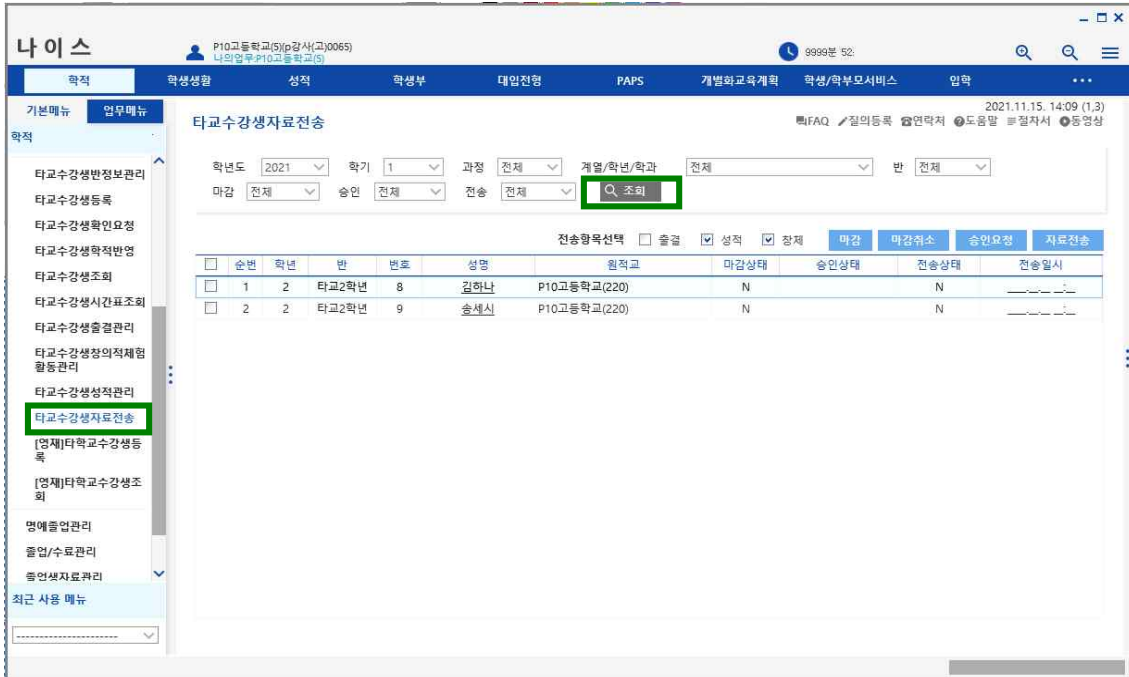 나이스
P10고등학교(5)(p강사(고)0065)
나의업무:P10고등학교(5)
9999분 52:
학적 학생생활 성적 학생부 대입전형 PAPS 개별화교육계획 학생/학부모서비스 입학 •••
기본메뉴 업무메뉴
2021.11.15. 14:09 (1,3)
타교수강생자료전송
FAQ 질의등록 연락처 도움말 절차서 동영상
학적
학년도 2021 학기 1 과정 전체 계열/학년/학과 전체 반 전체
마감 전체 승인 전체 전송 전체 조회
전송항목선택 출결 성적 창체 마감 마감취소 승인요청 자료전송
순번 학년 반 번호 성명 원적교 마감상태 승인상태 전송상태 전송일시
1 2 타교2학년 8 김하나 P10고등학교(220) N N ____.__.__ __:__
2 2 타교2학년 9 송세시 P10고등학교(220) N N ____.__.__ __:__
타교수강생반정보관리
타교수강생등록
타교수강생확인요청
타교수강생학적반영
타교수강생조회
타교수강생시간표조회
타교수강생출결관리
타교수강생창의적체험
활동관리
타교수강생성적관리
타교수강생자료전송
[영재]타학교수강생등
록
[영재]타학교수강생조
회
명예졸업관리
졸업/수료관리
졸업생자료관리
최근 사용 메뉴
----------------------